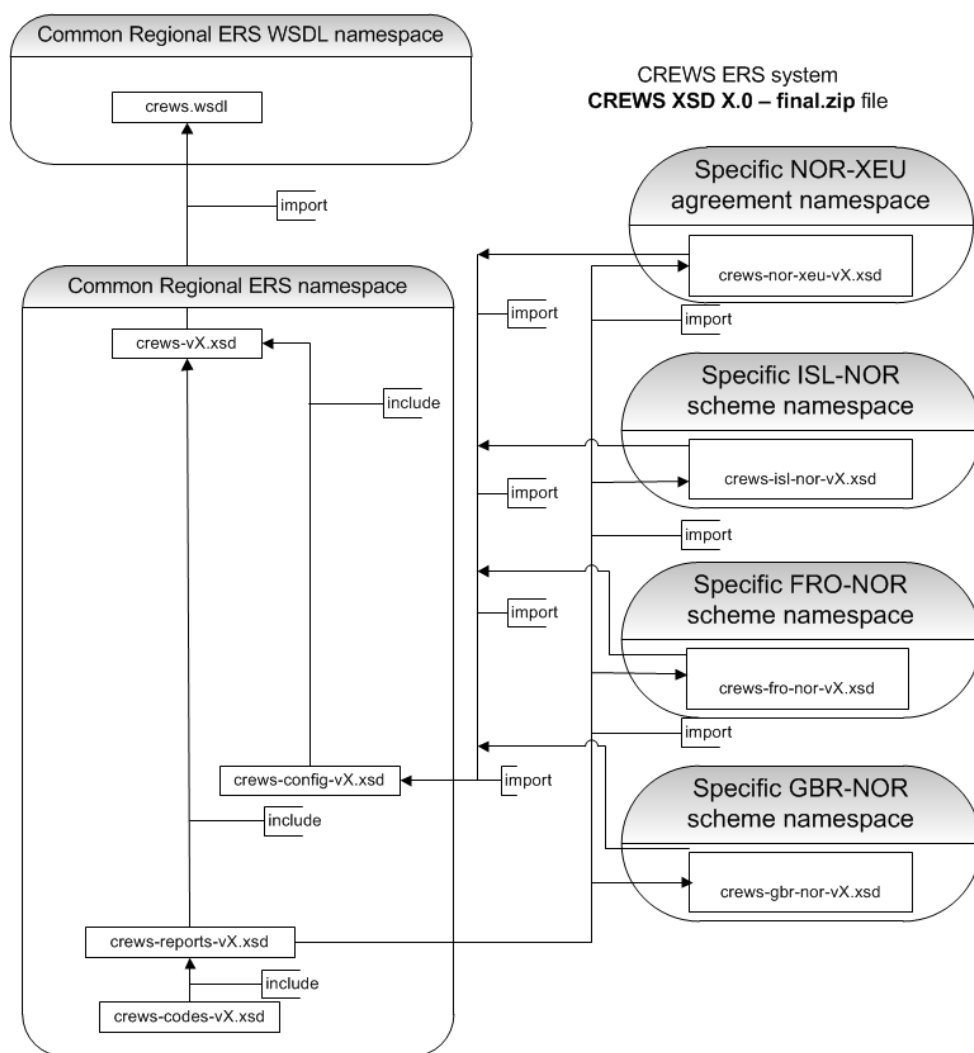 Common Regional ERS WSDL namespace
crews.wsdl
import
CREWS ERS system
CREWS XSD X.0 – final.zip file
Common Regional ERS namespace
crews-vX.xsd
include
crews-config-vX.xsd
include
crews-reports-vX.xsd
include
crews-codes-vX.xsd
import
import
import
import
Specific NOR-XEU
agreement namespace
crews-nor-xeu-vX.xsd
import
Specific ISL-NOR
scheme namespace
crews-isl-nor-vX.xsd
import
Specific FRO-NOR
scheme namespace
crews-fro-nor-vX.xsd
import
Specific GBR-NOR
scheme namespace
crews-gbr-nor-vX.xsd